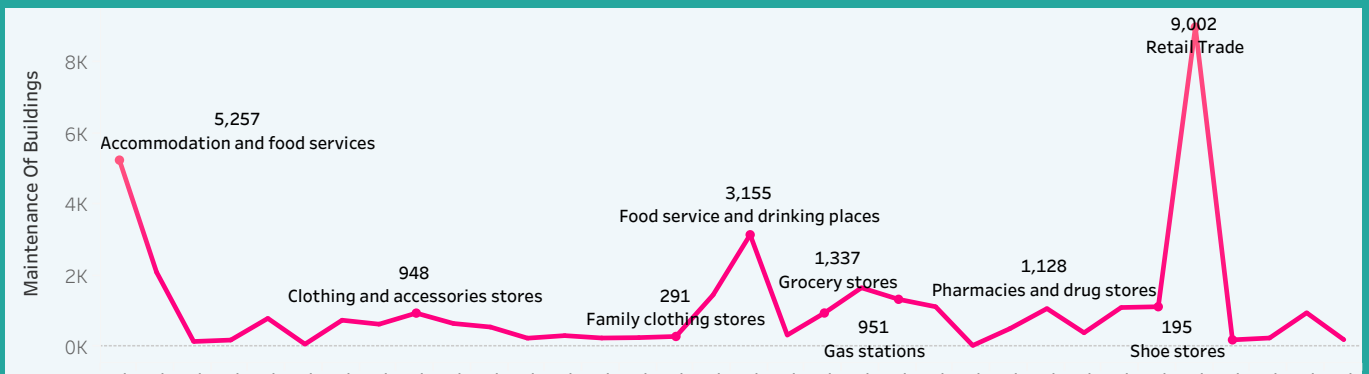 Maintenance Of Buildings
8K
6K
4K
2K
0K
5,257
Accommodation and food services
948
Clothing and accessories stores
291
Family clothing stores
3,155
Food service and drinking places
1,337
Grocery stores
951
Gas stations
1,128
Pharmacies and drug stores
9,002
Retail Trade
195
Shoe stores